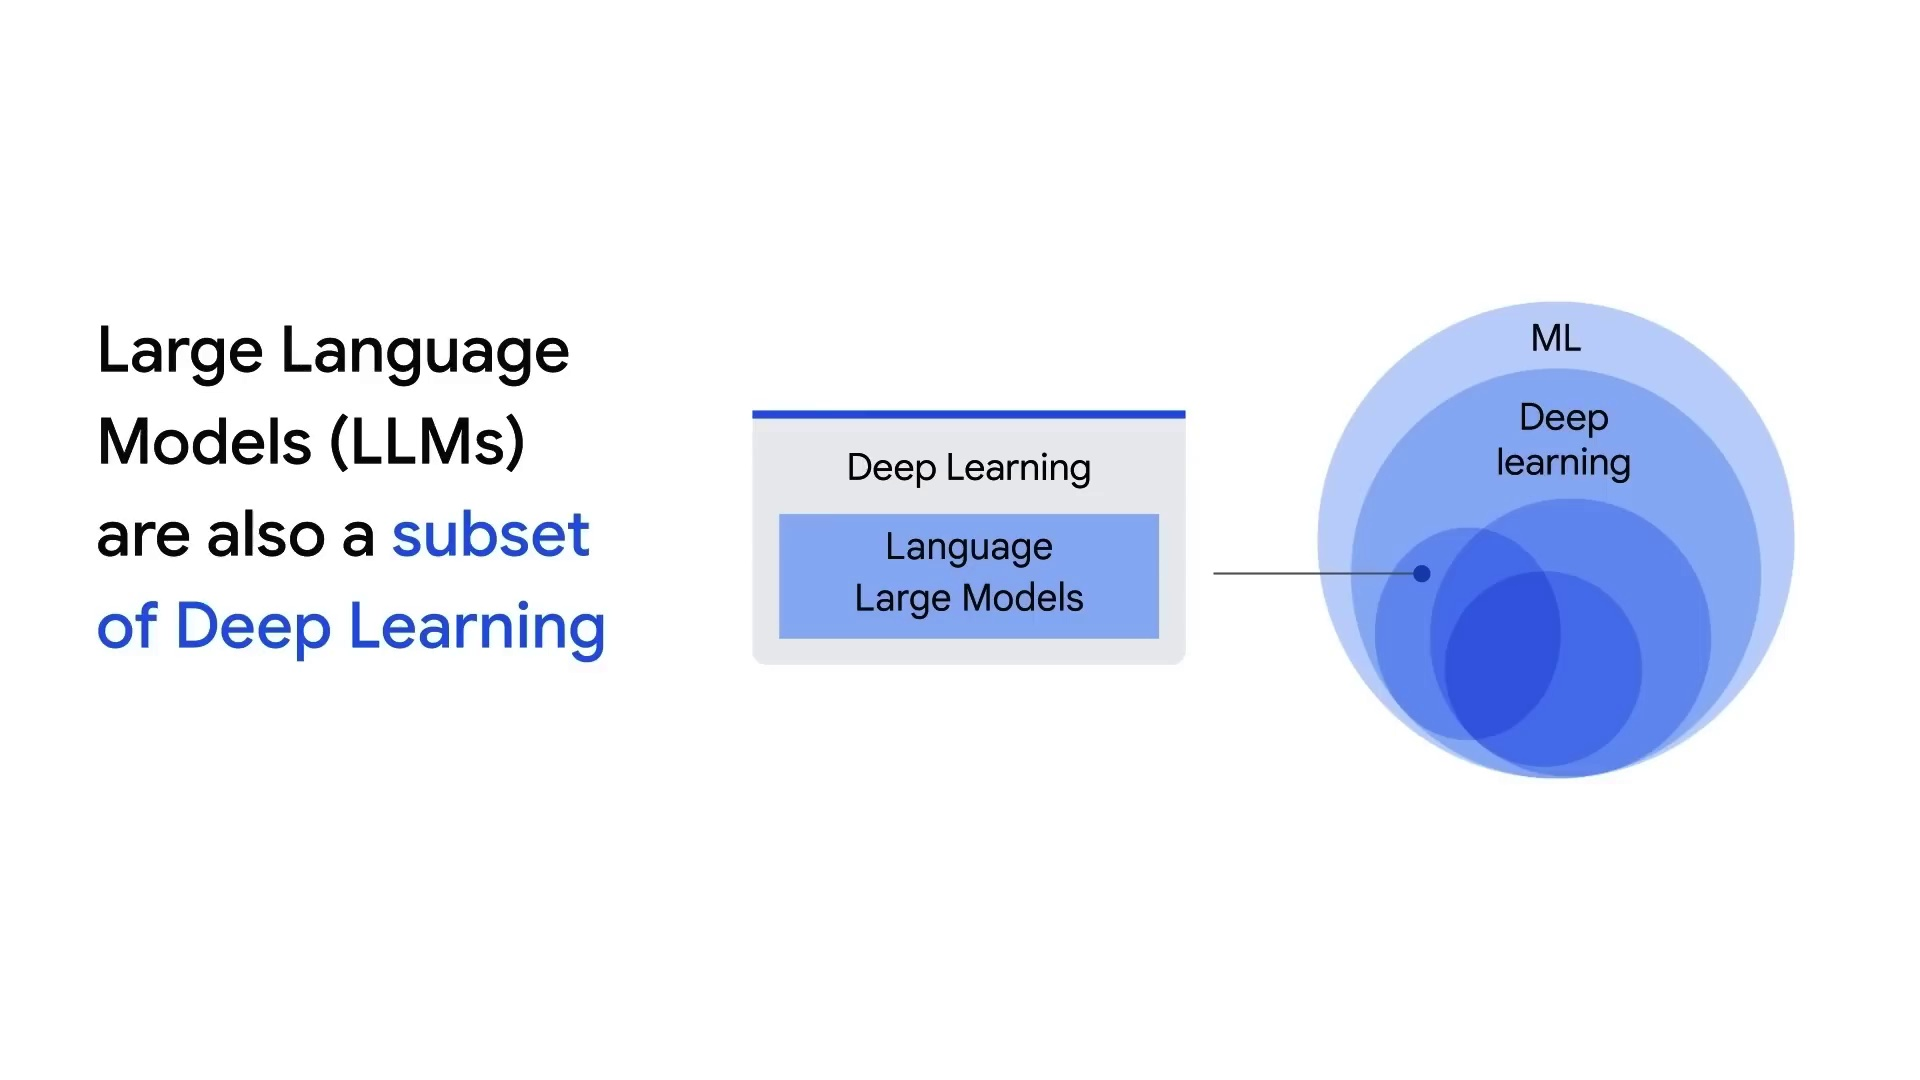 Large Language
Models (LLMs)
are also a subset
of Deep Learning
Deep Learning
Language
Large Models
ML
Deep
learning